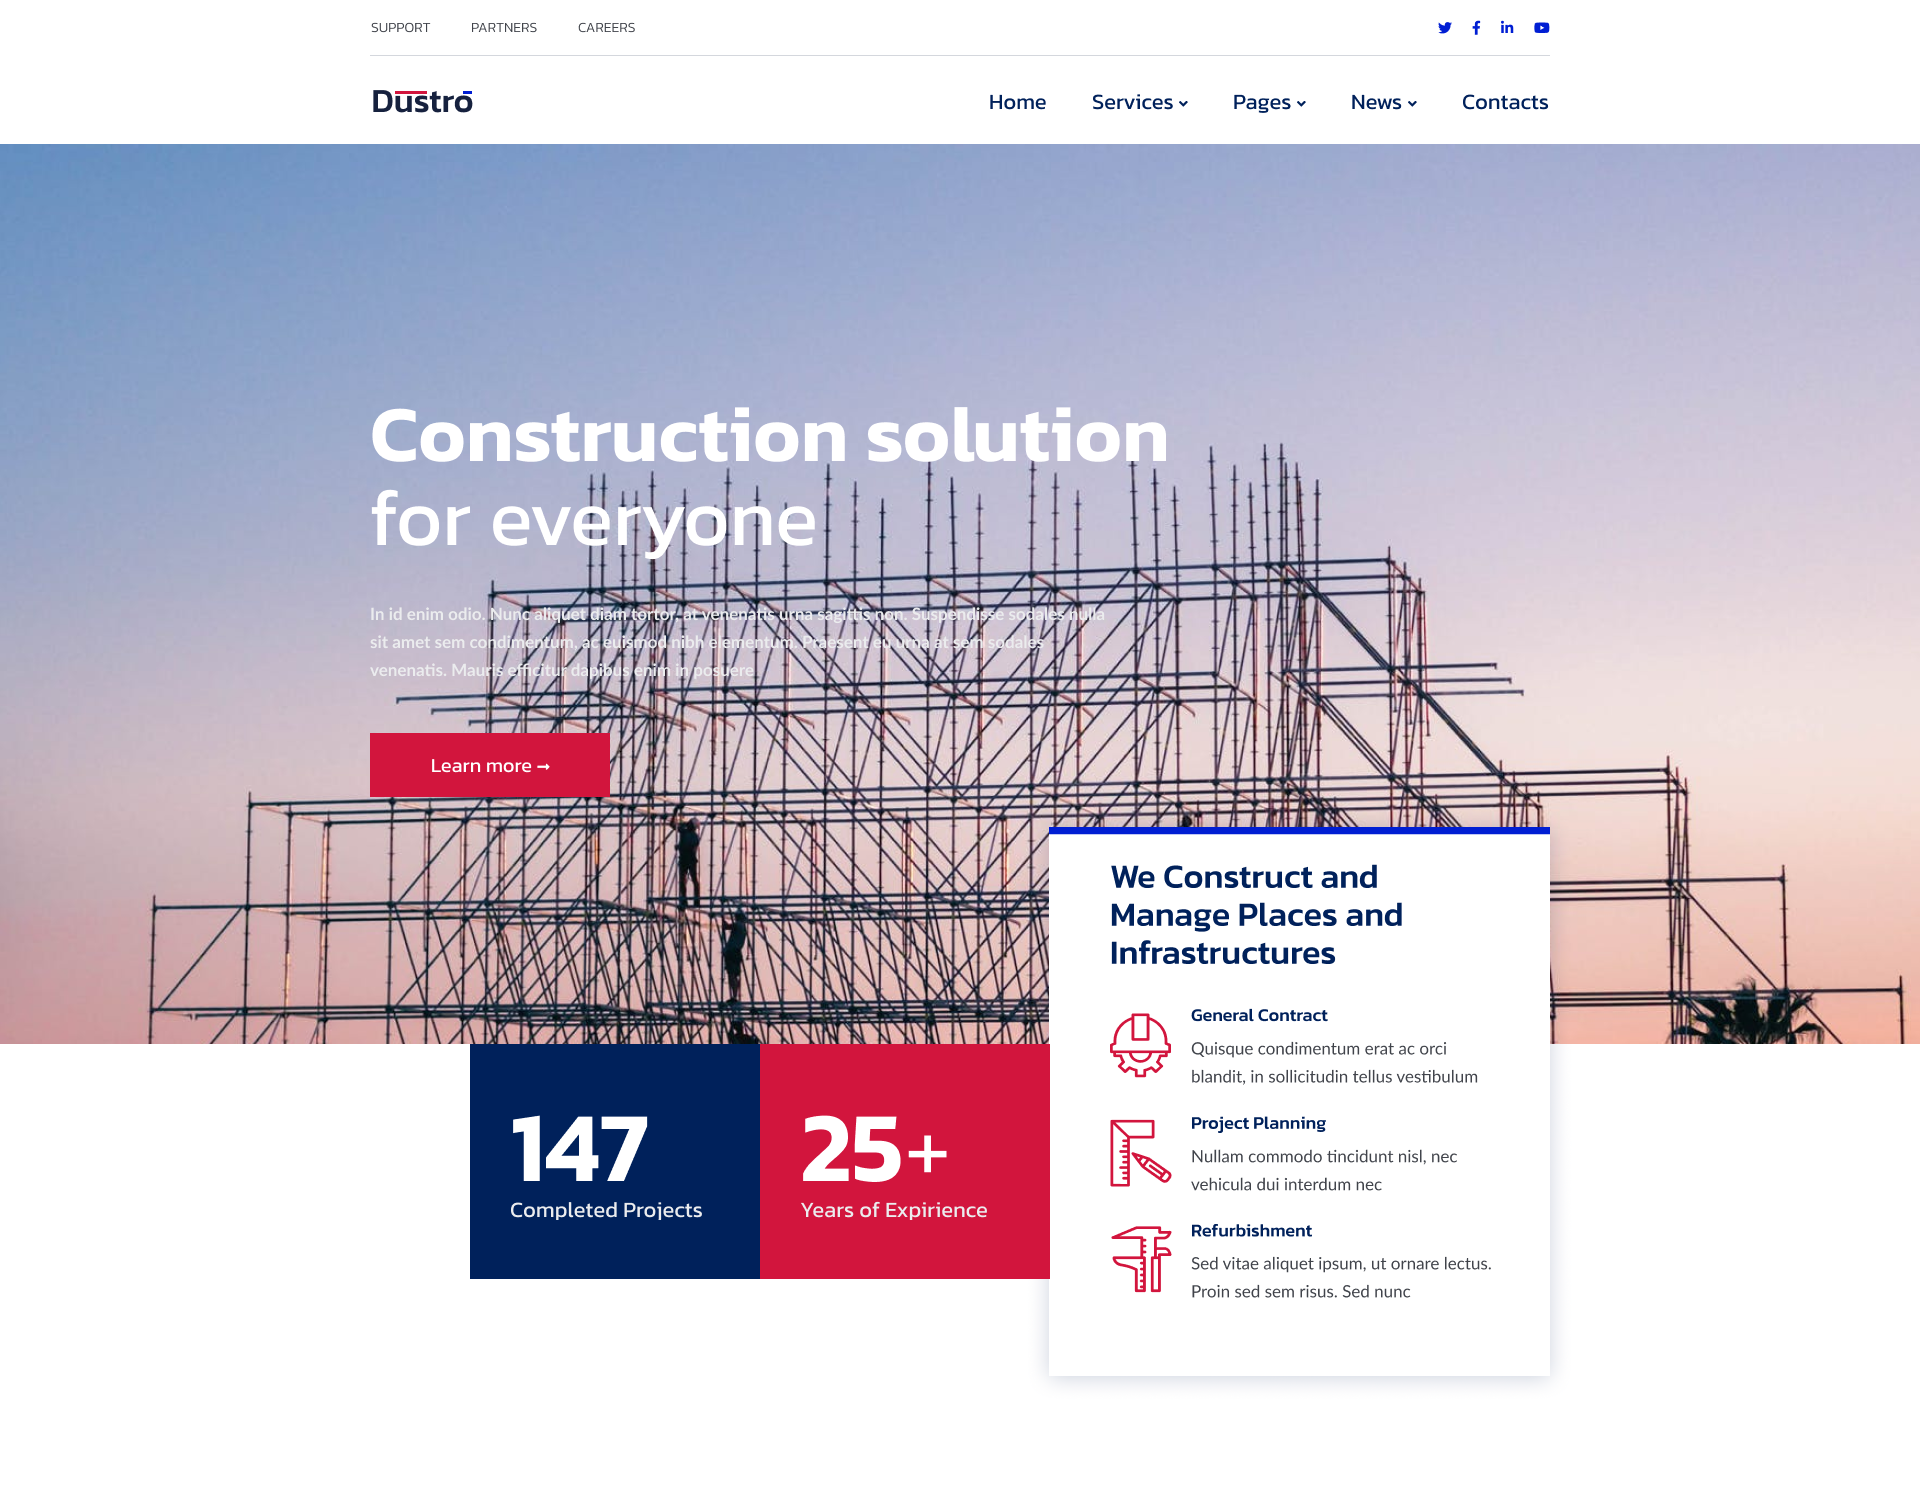 SUPPORT PARTNERS CAREERS
Dustro
Home Services Pages News Contacts
Construction solution
for everyone
In id enim odio. Nunc aliquet diam tortor, at venenatis urna sagittis non. Suspendisse sodales nulla
sit amet sem condimentum, ac euismod nibh elementum. Praesent eu urna at sem sodales
venenatis. Mauris efficitur dapibus enim in posuere
Learn more
We Construct and
Manage Places and
Infrastructures
General Contract
Quisque condimentum erat ac orci
blandit, in sollicitudin tellus vestibulum
Project Planning
Nullam commodo tincidunt nisl, nec
vehicula dui interdum nec
Refurbishment
Sed vitae aliquet ipsum, ut ornare lectus.
Proin sed sem risus. Sed nunc
147
Completed Projects
25+
Years of Expirience